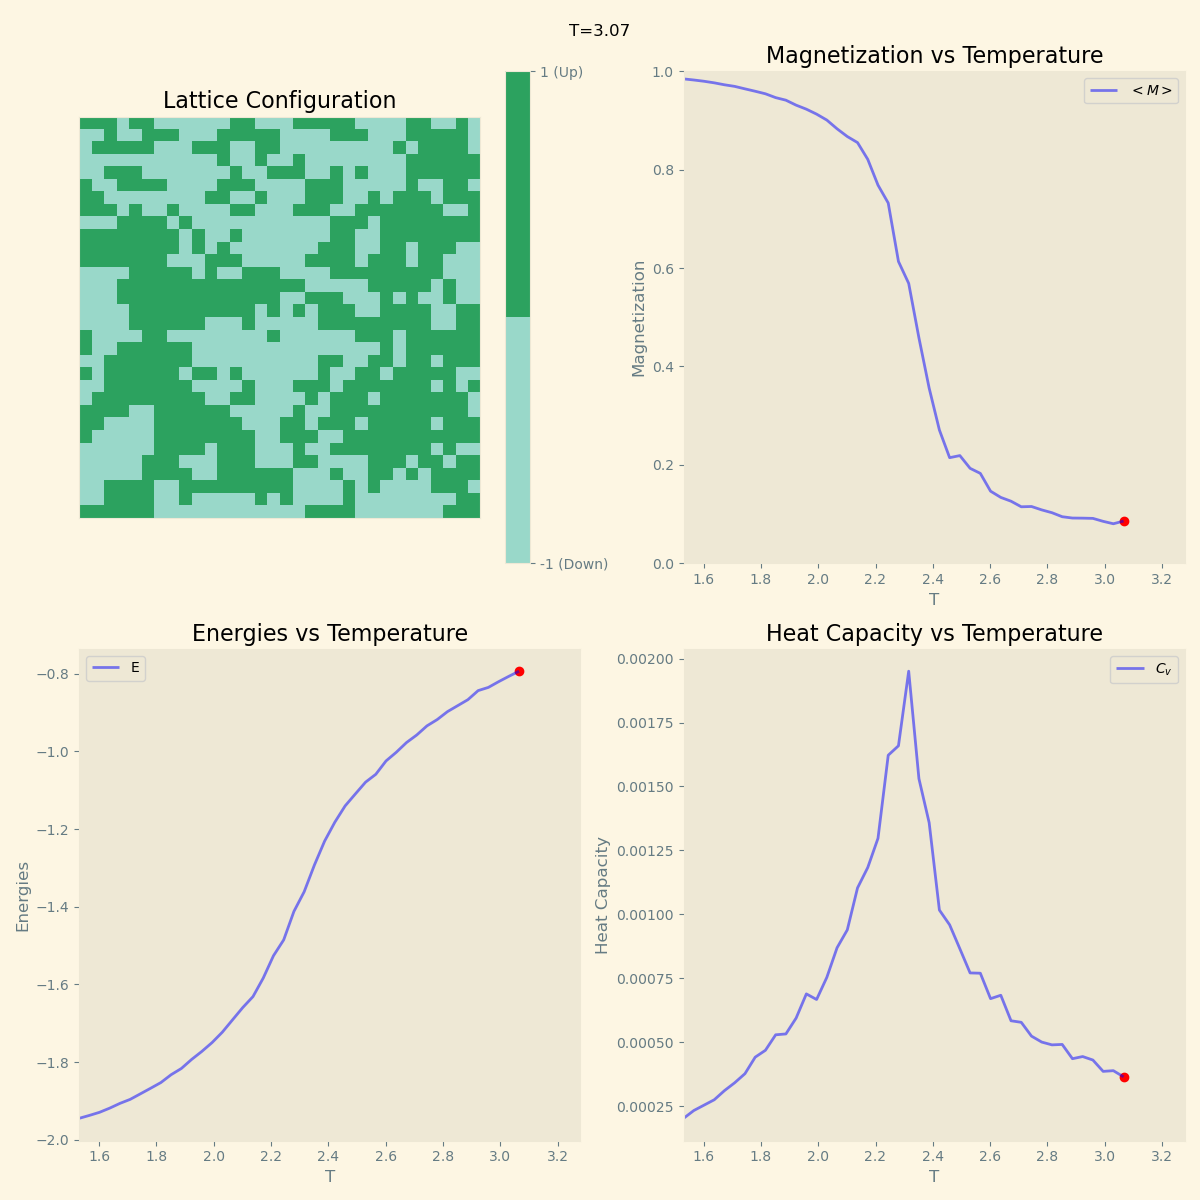 T=3.07
Lattice Configuration
1 (Up)
-1 (Down)
Magnetization vs Temperature
<M>
Magnetization
1.0
0.8
0.6
0.4
0.2
0.0
1.6 1.8 2.0 2.2 2.4 2.6 2.8 3.0 3.2
T
Energies vs Temperature
E
Energies
−0.8
−1.0
−1.2
−1.4
−1.6
−1.8
−2.0
1.6 1.8 2.0 2.2 2.4 2.6 2.8 3.0 3.2
T
Heat Capacity vs Temperature
Cv
Heat Capacity
0.00200
0.00175
0.00150
0.00125
0.00100
0.00075
0.00050
0.00025
1.6 1.8 2.0 2.2 2.4 2.6 2.8 3.0 3.2
T